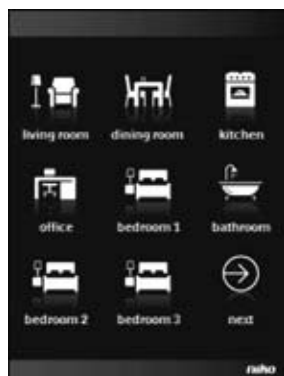 living room dining room kitchen
office bedroom 1 bathroom
bedroom 2 bedroom 3 next
niko